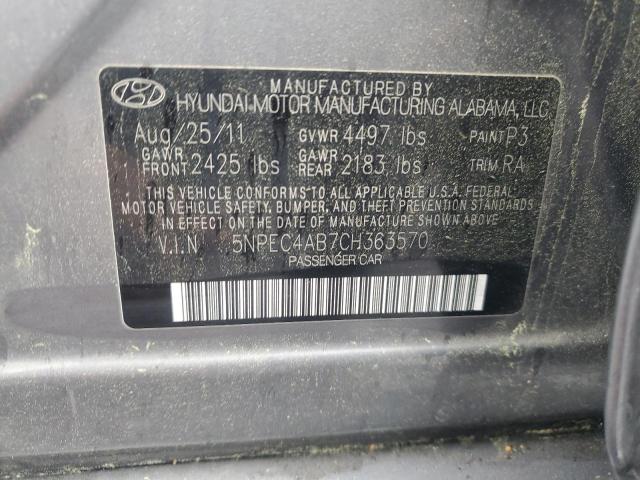 MANUFACTURED BY
HYUNDAI MOTOR MANUFACTURING ALABAMA, LLC
Aug/25/11 GVWR 4497 lbs PAINT P3
GAWR FRONT 2425 lbs GAWR REAR 2183 lbs TRIM RA
THIS VEHICLE CONFORMS TO ALL APPLICABLE U.S.A. FEDERAL
MOTOR VEHICLE SAFETY, BUMPER, AND THEFT PREVENTION STANDARDS
IN EFFECT ON THE DATE OF MANUFACTURE SHOWN ABOVE.
V.I.N 5NPEC4AB7CH363570
PASSENGER CAR